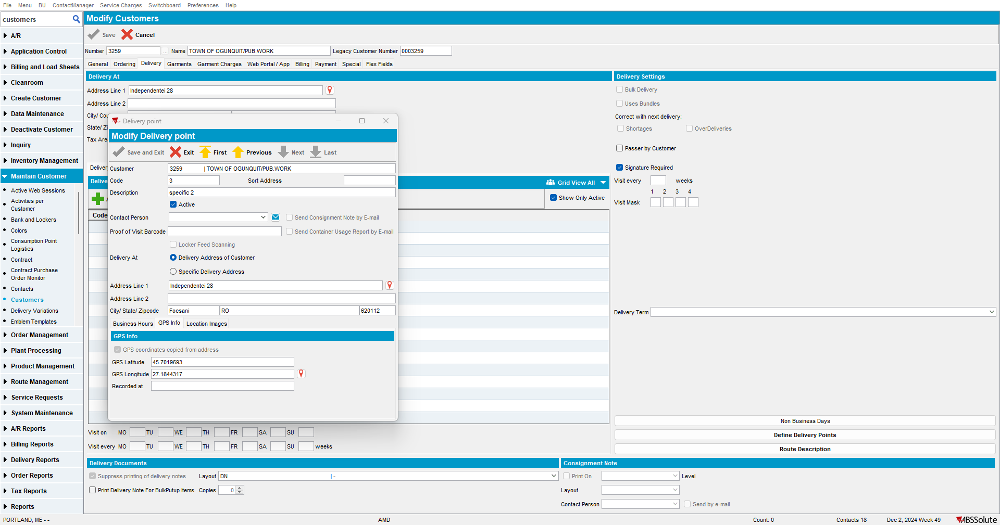 File Menu BU ContactManager Service Charges Switchboard Preferences Help
customers
Modify Customers
Save Cancel
A/R
Application Control
Billing and Load Sheets
Cleanroom
Create Customer
Data Maintenance
Deactivate Customer
Inquiry
Inventory Management
Maintain Customer
Active Web Sessions
Activities per
Customer
Bank and Lockers
Colors
Consumption Point
Logistics
Contract
Contract Purchase
Order Monitor
Contacts
Customers
Delivery Variations
Emblem Templates
Order Management
Plant Processing
Product Management
Route Management
Service Requests
System Maintenance
A/R Reports
Billing Reports
Delivery Reports
Order Reports
Tax Reports
Reports
Number 3259 ... Name TOWN OF OGUNQUIT/PUB.WORK Legacy Customer Number 0003259
General Ordering Delivery Garments Garment Charges Web Portal / App Billing Payment Special Flex Fields
Delivery At
Address Line 1 Independentei 28
Address Line 2
City/ Cou
State/ Zi
Tax Are
Deliver
Delive
Grid View All
Show Only Active
Code
Delivery point
Modify Delivery point
Save and Exit Exit First Previous Next Last
Customer 3259 | TOWN OF OGUNQUIT/PUB.WORK
Code 3 Sort Address
Description specific 2
Active
Contact Person Send Consignment Note by E-mail
Proof of Visit Barcode Send Container Usage Report by E-mail
Locker Feed Scanning
Delivery At Delivery Address of Customer
Specific Delivery Address
Address Line 1 Independentei 28
Address Line 2
City/ State/ Zipcode Focsani RO 620112
Business Hours GPS Info Location Images
GPS Info
GPS coordinates copied from address
GPS Latitude 45.7019693
GPS Longitude 27.1844317
Recorded at
Visit on MO TU WE TH FR SA SU
Visit every MO TU WE TH FR SA SU weeks
Delivery Settings
Bulk Delivery
Uses Bundles
Correct with next delivery:
Shortages OverDeliveries
Passer by Customer
Signature Required
Visit every weeks
1 2 3 4
Visit Mask
Delivery Term
Non Business Days
Define Delivery Points
Route Description
Delivery Documents
Suppress printing of delivery notes Layout DN | -
Print Delivery Note For BulkPutup Items Copies 0
Consignment Note
Print On Level
Layout
Contact Person Send by e-mail
PORTLAND, ME - - AMD Count: 0 Contacts 18 Dec 2, 2024 Week 49 ABSSolute